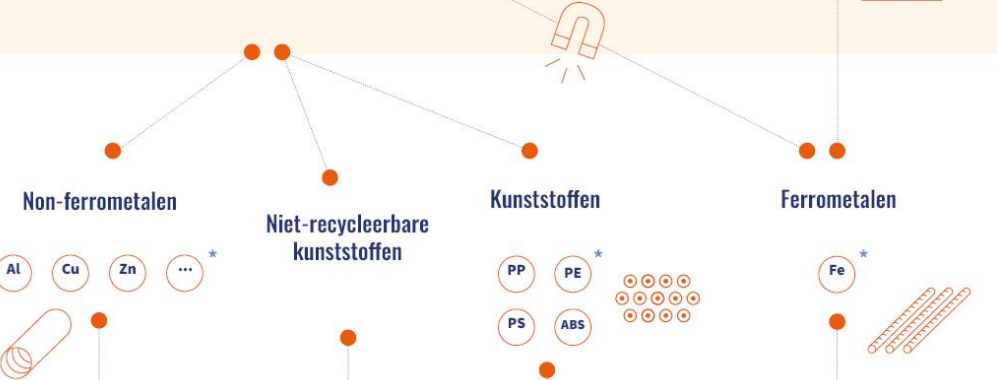 Non-ferrometalen
Niet-recycleerbare
kunststoffen
Kunststoffen
Ferrometalen
Al Cu Zn ... *
PP PE *
PS ABS
Fe *